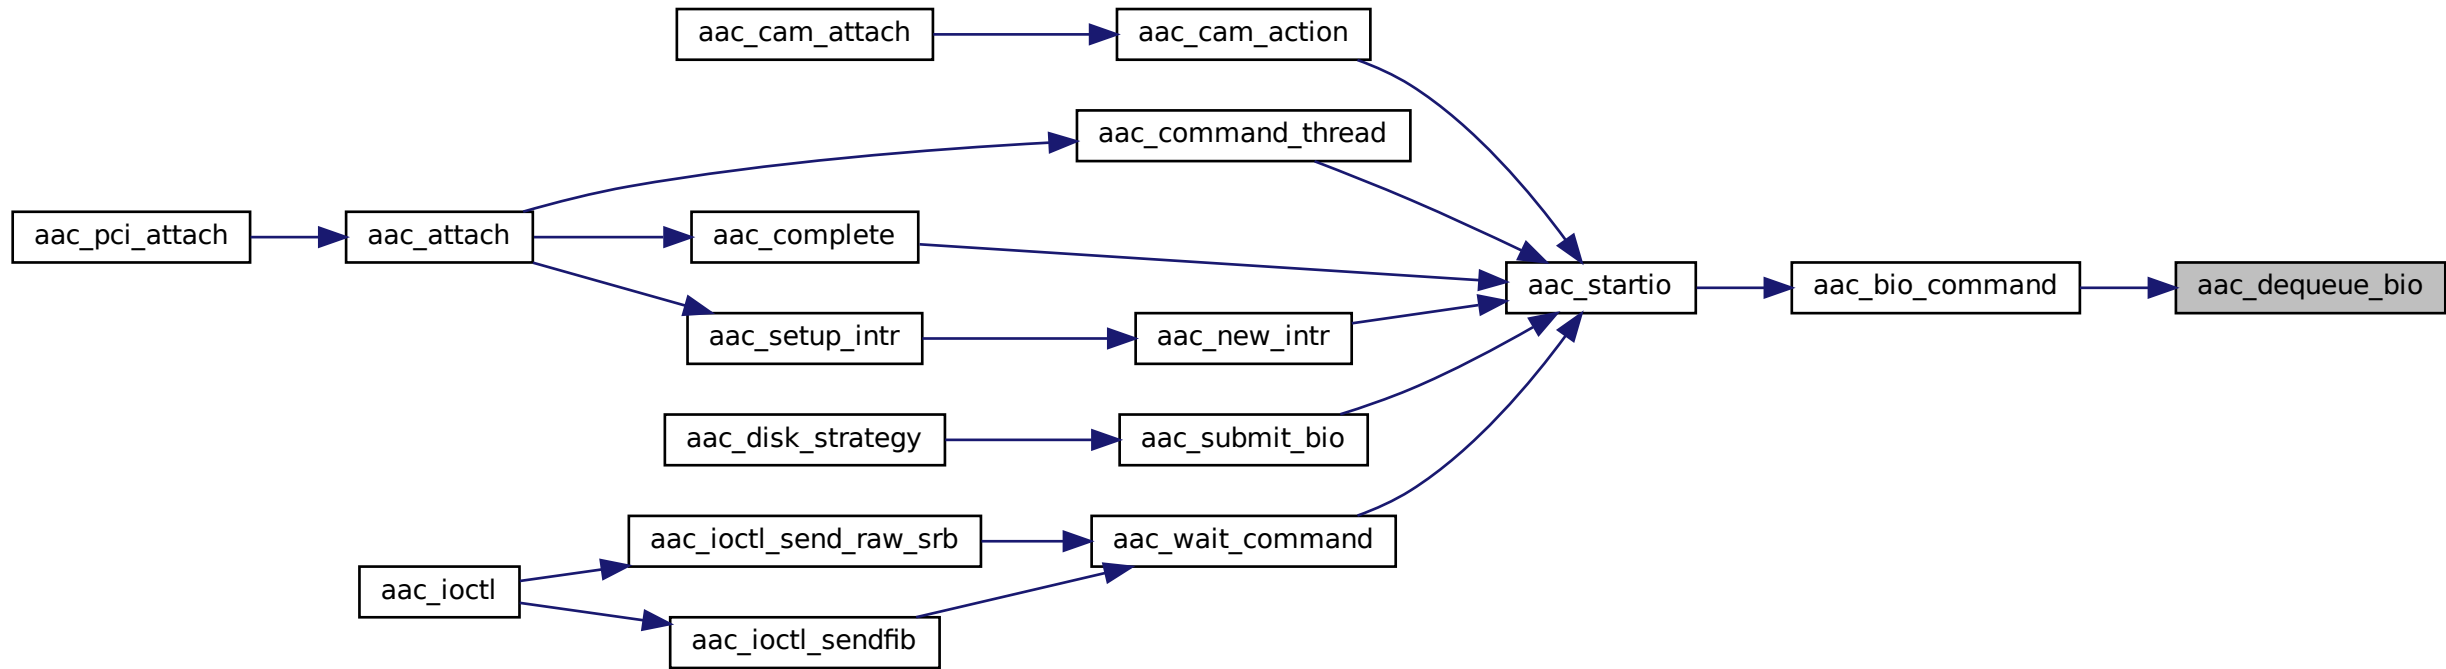 aac_cam_attach
aac_cam_action
aac_command_thread
aac_pci_attach
aac_attach
aac_complete
aac_startio
aac_bio_command
aac_dequeue_bio
aac_setup_intr
aac_new_intr
aac_disk_strategy
aac_submit_bio
aac_ioctl_send_raw_srb
aac_wait_command
aac_ioctl
aac_ioctl_sendfib